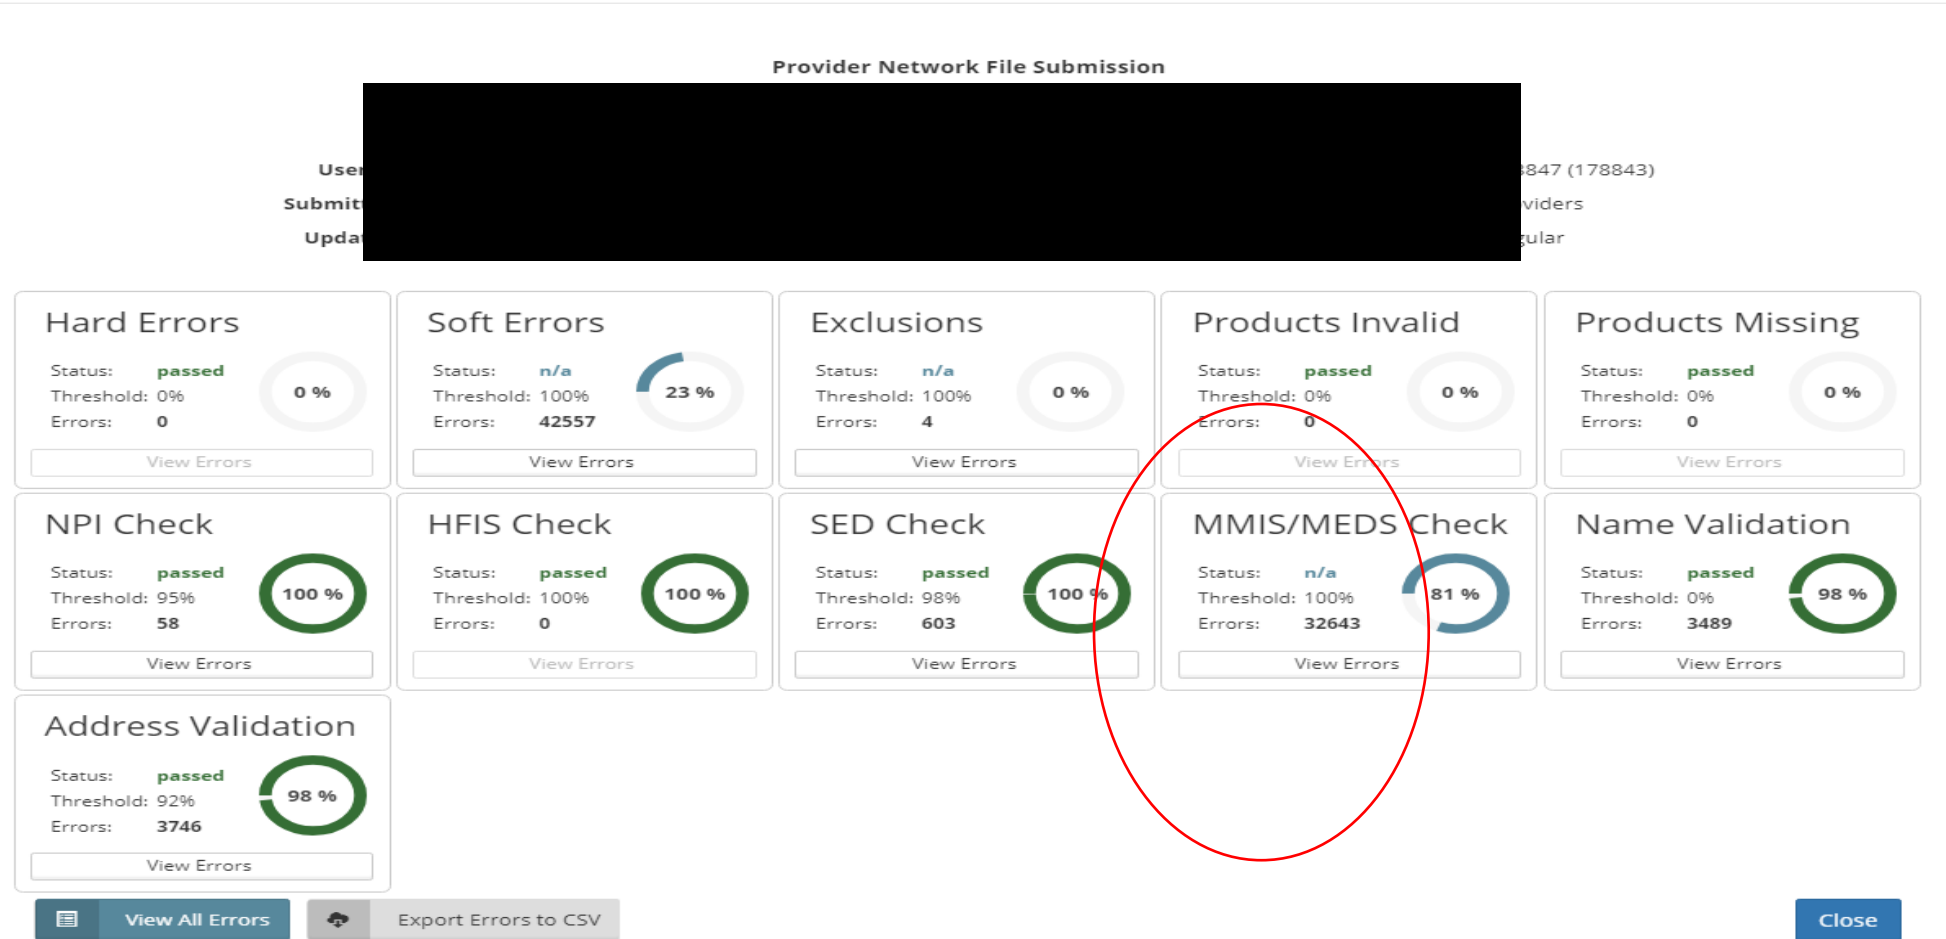 Provider Network File Submission
User
Submit
Updat
847 (178843)
viders
gular
Hard Errors
Status: passed
Threshold: 0%
Errors: 0
0 %
View Errors
Soft Errors
Status: n/a
Threshold: 100%
Errors: 42557
23 %
View Errors
Exclusions
Status: n/a
Threshold: 100%
Errors: 4
0 %
View Errors
Products Invalid
Status: passed
Threshold: 0%
Errors: 0
0 %
View Errors
Products Missing
Status: passed
Threshold: 0%
Errors: 0
0 %
View Errors
NPI Check
Status: passed
Threshold: 95%
Errors: 58
100 %
View Errors
HFIS Check
Status: passed
Threshold: 100%
Errors: 0
100 %
View Errors
SED Check
Status: passed
Threshold: 98%
Errors: 603
100 %
View Errors
MMIS/MEDS Check
Status: n/a
Threshold: 100%
Errors: 32643
81 %
View Errors
Name Validation
Status: passed
Threshold: 0%
Errors: 3489
98 %
View Errors
Address Validation
Status: passed
Threshold: 92%
Errors: 3746
98 %
View Errors
View All Errors
Export Errors to CSV
Close